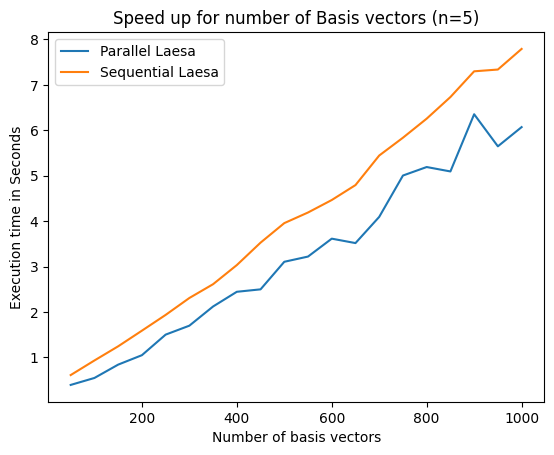 Speed up for number of Basis vectors (n=5)
Parallel Laesa
Sequential Laesa
Execution time in Seconds
8
7
6
5
4
3
2
1
200
400
600
800
1000
Number of basis vectors